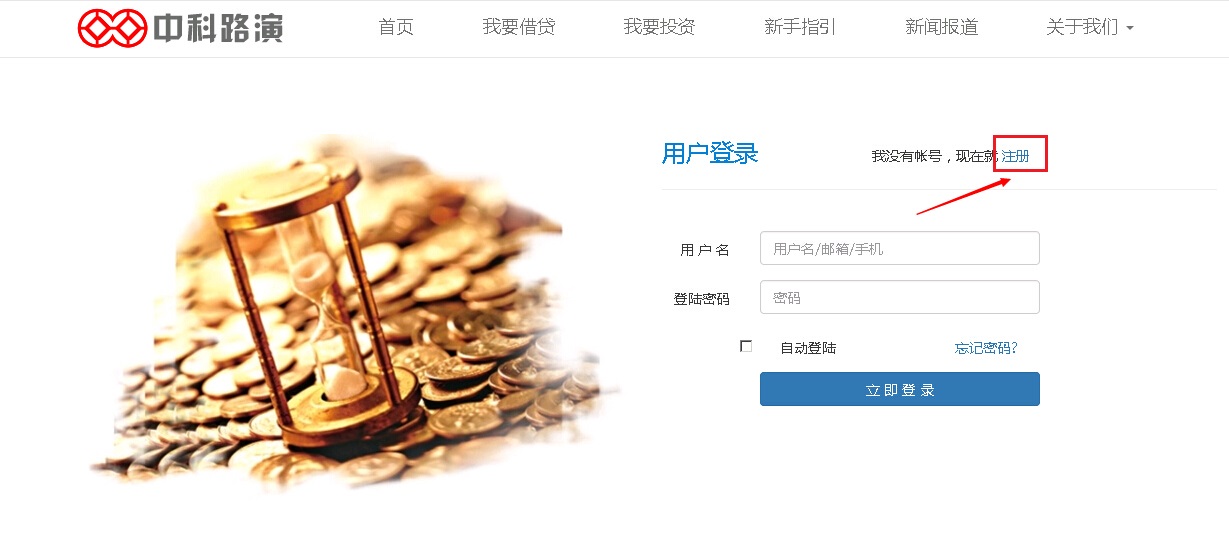 中科路演 首页 我要借贷 我要投资 新手指引 新闻报道 关于我们
用户登录 我没有帐号，现在就 注册
用 户 名 用户名/邮箱/手机
登陆密码 密码
自动登陆 忘记密码?
立 即 登 录